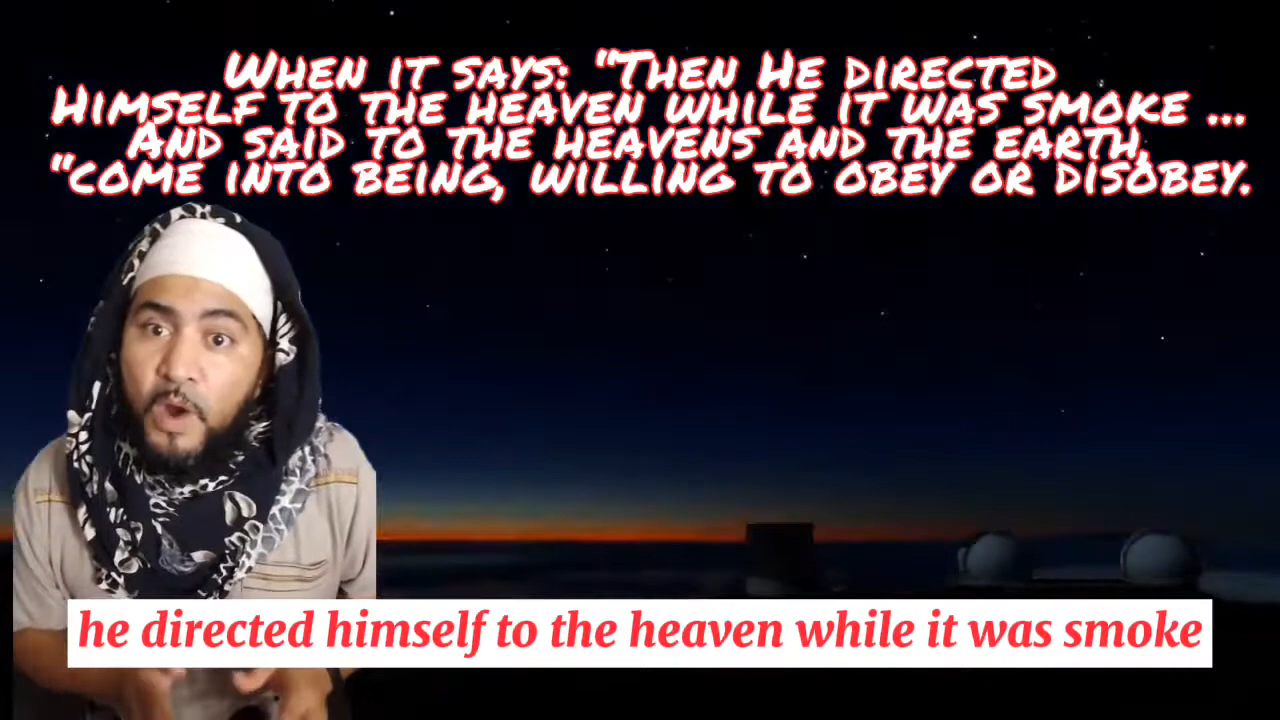 When it says: "Then He directed
Himself to the heaven while it was smoke ...
And said to the heavens and the earth,
"come into being, willing to obey or disobey.
he directed himself to the heaven while it was smoke